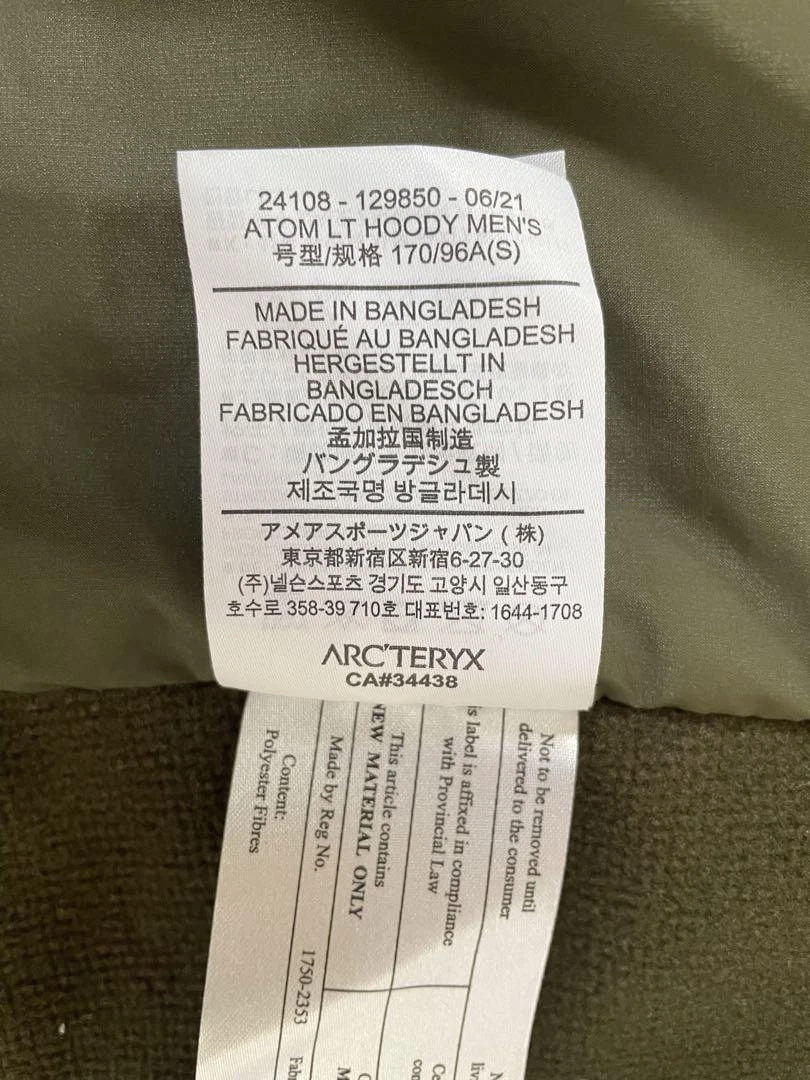 24108 - 129850 - 06/21
ATOM LT HOODY MEN'S
号型/规格 170/96A(S)
MADE IN BANGLADESH
FABRIQUÉ AU BANGLADESH
HERGESTELLT IN
BANGLADESCH
FABRICADO EN BANGLADESH
孟加拉国制造
バングラデシュ製
제조국명 방글라데시
アメアスポーツジャパン ( 株)
東京都新宿区新宿6-27-30
(주)넬슨스포츠 경기도 고양시 일산동구
호수로 358-39 710호 대표번호: 1644-1708
ARC'TERYX
CA#34438
Not to be removed until
delivered to the consumer
label is affixed in compliance
with Provincial Law
This article contains
NEW MATERIAL ONLY
Made by Reg No.
1750-2353
Content:
Polyester Fibres